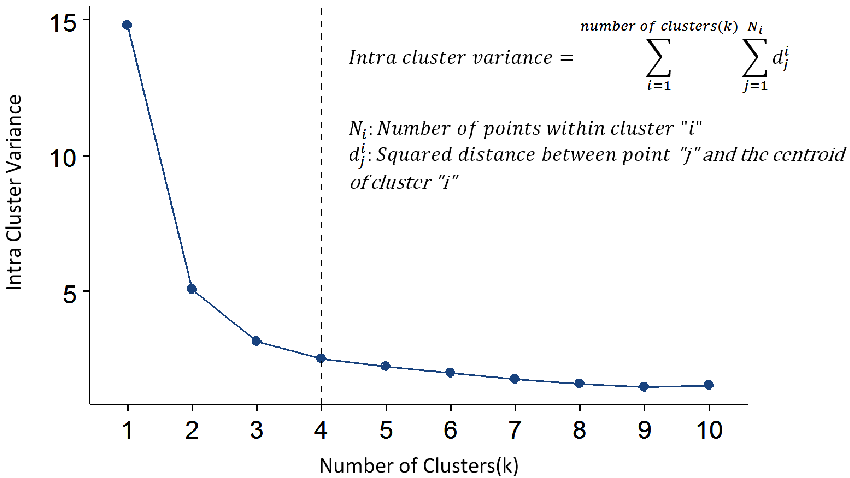 15
10
5
Intra Cluster Variance
number of clusters(k) N_i
Intra cluster variance = ∑ ∑ d_j^i
i=1 j=1
N_i: Number of points within cluster "i"
d_j^i: Squared distance between point "j" and the centroid
of cluster "i"
1 2 3 4 5 6 7 8 9 10
Number of Clusters(k)